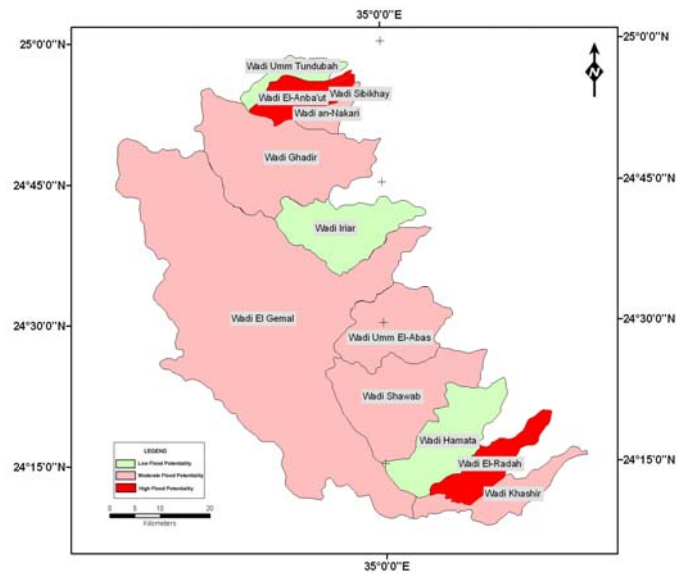 35°0'0"E
25°0'0"N
25°0'0"N
N
Wadi Umm Tundubah
Wadi El-Anba'ut
Wadi Sibikhay
Wadi an-Nakari
Wadi Ghadir
24°45'0"N
24°45'0"N
Wadi Iriar
Wadi El Gemal
24°30'0"N
24°30'0"N
Wadi Umm El-Abas
Wadi Shawab
Wadi Hamata
LEGEND
Low Flood Potentiality
Moderate Flood Potentiality
High Flood Potentiality
24°15'0"N
24°15'0"N
Wadi El-Radah
Wadi Khashir
0 5 10 20
Kilometers
35°0'0"E